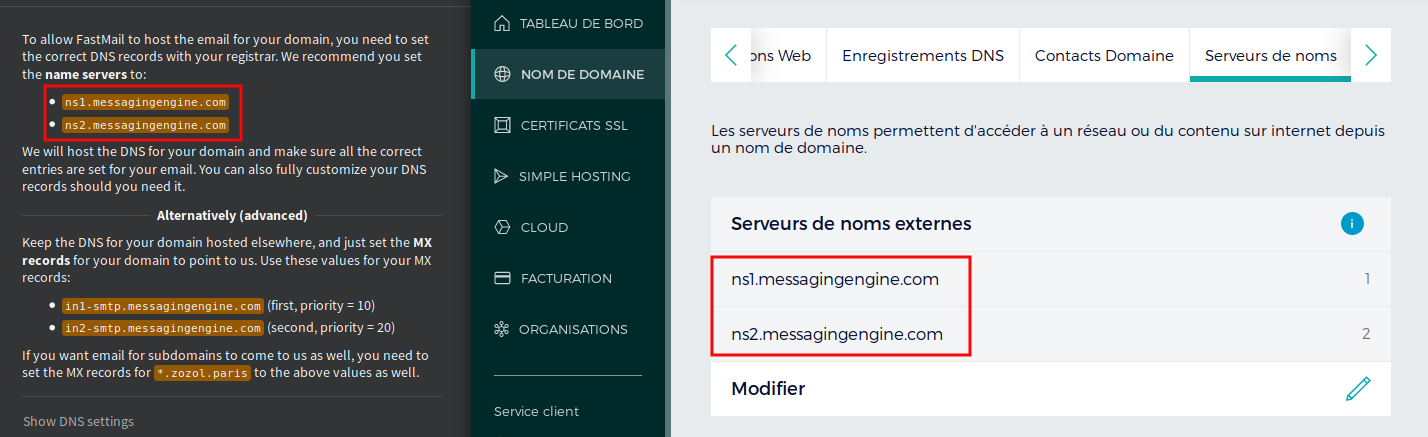 To allow FastMail to host the email for your domain, you need to set
the correct DNS records with your registrar. We recommend you set
the name servers to:
ns1.messagingengine.com
ns2.messagingengine.com
We will host the DNS for your domain and make sure all the correct
entries are set for your email. You can also fully customize your DNS
records should you need it.
Alternatively (advanced)
Keep the DNS for your domain hosted elsewhere, and just set the MX
records for your domain to point to us. Use these values for your MX
records:
in1-smtp.messagingengine.com (first, priority = 10)
in2-smtp.messagingengine.com (second, priority = 20)
If you want email for subdomains to come to us as well, you need to
set the MX records for *.zozol.paris to the above values as well.
Show DNS settings
TABLEAU DE BORD
NOM DE DOMAINE
CERTIFICATS SSL
SIMPLE HOSTING
CLOUD
FACTURATION
ORGANISATIONS
Service client
ons Web
Enregistrements DNS
Contacts Domaine
Serveurs de noms
Les serveurs de noms permettent d'accéder à un réseau ou du contenu sur internet depuis
un nom de domaine.
Serveurs de noms externes
i
ns1.messagingengine.com 1
ns2.messagingengine.com 2
Modifier